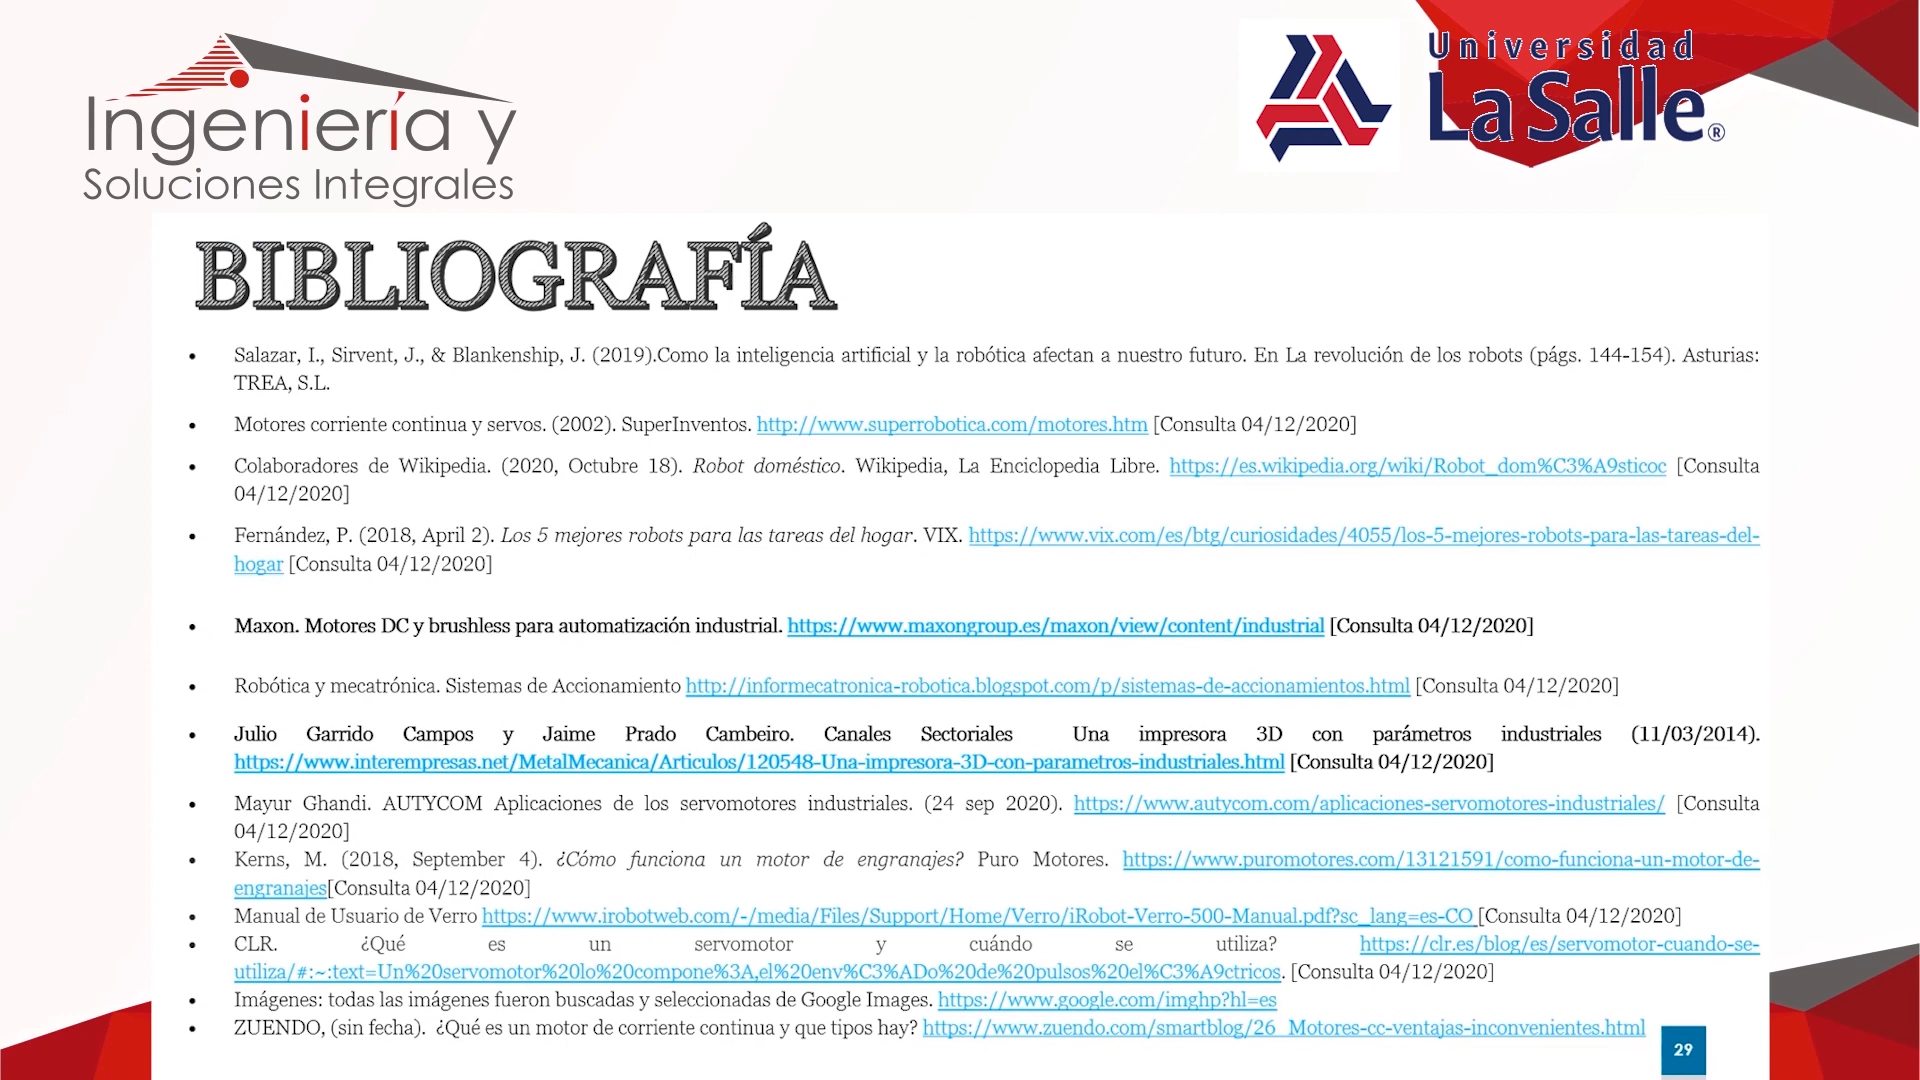 Ingeniería y
Soluciones Integrales
Universidad
LaSalle®
BIBLIOGRAFÍA
• Salazar, I., Sirvent, J., & Blankenship, J. (2019).Como la inteligencia artificial y la robótica afectan a nuestro futuro. En La revolución de los robots (págs. 144-154). Asturias:
TREA, S.L.
• Motores corriente continua y servos. (2002). SuperInventos. http://www.superrobotica.com/motores.htm [Consulta 04/12/2020]
• Colaboradores de Wikipedia. (2020, Octubre 18). Robot doméstico. Wikipedia, La Enciclopedia Libre. https://es.wikipedia.org/wiki/Robot_dom%C3%A9sticoc [Consulta
04/12/2020]
• Fernández, P. (2018, April 2). Los 5 mejores robots para las tareas del hogar. VIX. https://www.vix.com/es/btg/curiosidades/4055/los-5-mejores-robots-para-las-tareas-del-
hogar [Consulta 04/12/2020]
• Maxon. Motores DC y brushless para automatización industrial. https://www.maxongroup.es/maxon/view/content/industrial [Consulta 04/12/2020]
• Robótica y mecatrónica. Sistemas de Accionamiento http://informecatronica-robotica.blogspot.com/p/sistemas-de-accionamientos.html [Consulta 04/12/2020]
• Julio Garrido Campos y Jaime Prado Cambeiro. Canales Sectoriales Una impresora 3D con parámetros industriales (11/03/2014).
https://www.interempresas.net/MetalMecanica/Articulos/120548-Una-impresora-3D-con-parametros-industriales.html [Consulta 04/12/2020]
• Mayur Ghandi. AUTYCOM Aplicaciones de los servomotores industriales. (24 sep 2020). https://www.autycom.com/aplicaciones-servomotores-industriales/ [Consulta
04/12/2020]
• Kerns, M. (2018, September 4). ¿Cómo funciona un motor de engranajes? Puro Motores. https://www.puromotores.com/13121591/como-funciona-un-motor-de-
engranajes[Consulta 04/12/2020]
• Manual de Usuario de Verro https://www.irobotweb.com/-/media/Files/Support/Home/Verro/iRobot-Verro-500-Manual.pdf?sc_lang=es-CO [Consulta 04/12/2020]
• CLR. ¿Qué es un servomotor y cuándo se utiliza? https://clr.es/blog/es/servomotor-cuando-se-
utiliza/#:~:text=Un%20servomotor%20lo%20compone%3A,el%20env%C3%ADo%20de%20pulsos%20el%C3%A9ctricos. [Consulta 04/12/2020]
• Imágenes: todas las imágenes fueron buscadas y seleccionadas de Google Images. https://www.google.com/imghp?hl=es
• ZUENDO, (sin fecha). ¿Qué es un motor de corriente continua y que tipos hay? https://www.zuendo.com/smartblog/26_Motores-cc-ventajas-inconvenientes.html
29